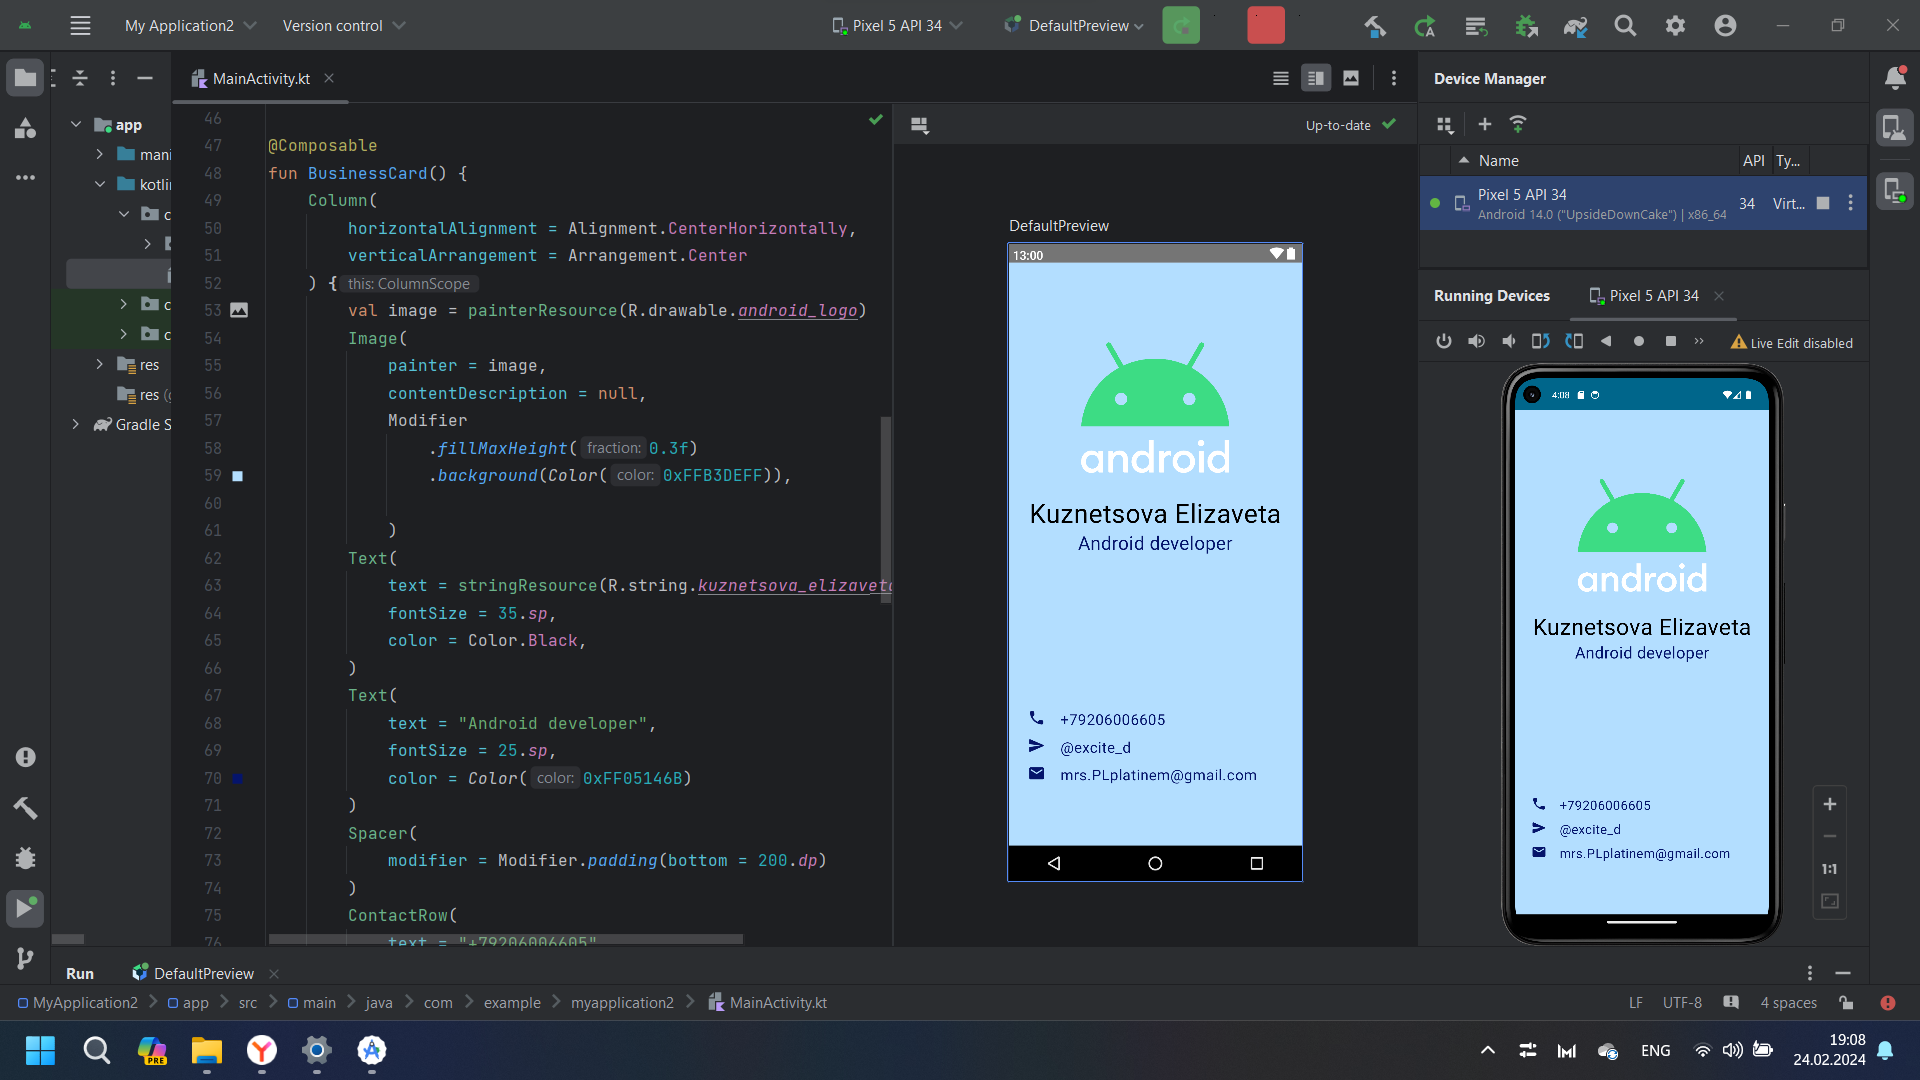 My Application2
Version control
Pixel 5 API 34
DefaultPreview
MainActivity.kt
app
mani
kotlin
c
c
c
res
res (g
Gradle S
46
47 @Composable
48 fun BusinessCard() {
49 Column(
50 horizontalAlignment = Alignment.CenterHorizontally,
51 verticalArrangement = Arrangement.Center
52 ) { this: ColumnScope
53 val image = painterResource(R.drawable.android_logo)
54 Image(
55 painter = image,
56 contentDescription = null,
57 Modifier
58 .fillMaxHeight( fraction: 0.3f)
59 .background(Color( color: 0xFFB3DEFF)),
60
61 )
62 Text(
63 text = stringResource(R.string.kuznetsova_elizaveta
64 fontSize = 35.sp,
65 color = Color.Black,
66 )
67 Text(
68 text = "Android developer",
69 fontSize = 25.sp,
70 color = Color( color: 0xFF05146B)
71 )
72 Spacer(
73 modifier = Modifier.padding(bottom = 200.dp)
74 )
75 ContactRow(
76 text = "+79206006605"
Up-to-date
DefaultPreview
13:00
android
Kuznetsova Elizaveta
Android developer
+79206006605
@excite_d
mrs.PLplatinem@gmail.com
Device Manager
Name API Ty...
Pixel 5 API 34
Android 14.0 ("UpsideDownCake") | x86_64
34 Virt...
Running Devices
Pixel 5 API 34
Live Edit disabled
4:08
android
Kuznetsova Elizaveta
Android developer
+79206006605
@excite_d
mrs.PLplatinem@gmail.com
1:1
Run
DefaultPreview
MyApplication2 app src main java com example myapplication2 MainActivity.kt
LF UTF-8 4 spaces
PRE
ENG
19:08
24.02.2024